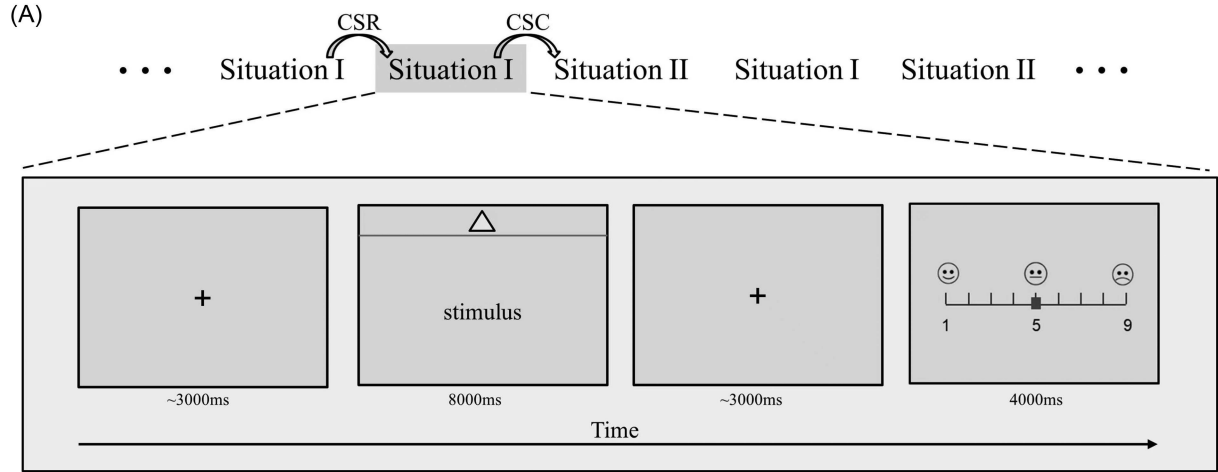 (A)
CSR CSC
• • • Situation I Situation I Situation II Situation I Situation II • • •
+ stimulus +
1 5 9
~3000ms 8000ms ~3000ms 4000ms
Time